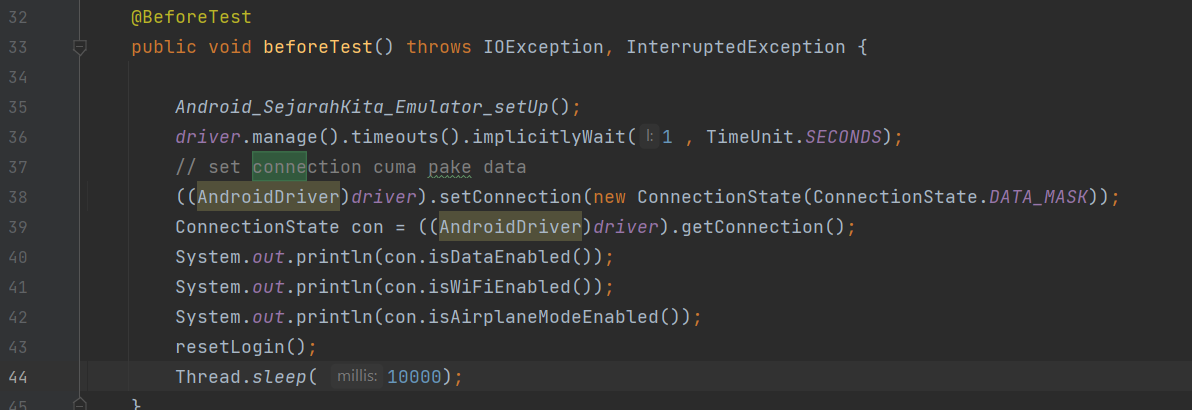 32 @BeforeTest
33 public void beforeTest() throws IOException, InterruptedException {
34
35 Android_SejarahKita_Emulator_setUp();
36 driver.manage().timeouts().implicitlyWait( l: 1 , TimeUnit.SECONDS);
37 // set connection cuma pake data
38 ((AndroidDriver)driver).setConnection(new ConnectionState(ConnectionState.DATA_MASK));
39 ConnectionState con = ((AndroidDriver)driver).getConnection();
40 System.out.println(con.isDataEnabled());
41 System.out.println(con.isWiFiEnabled());
42 System.out.println(con.isAirplaneModeEnabled());
43 resetLogin();
44 Thread.sleep( millis: 10000);
45 }